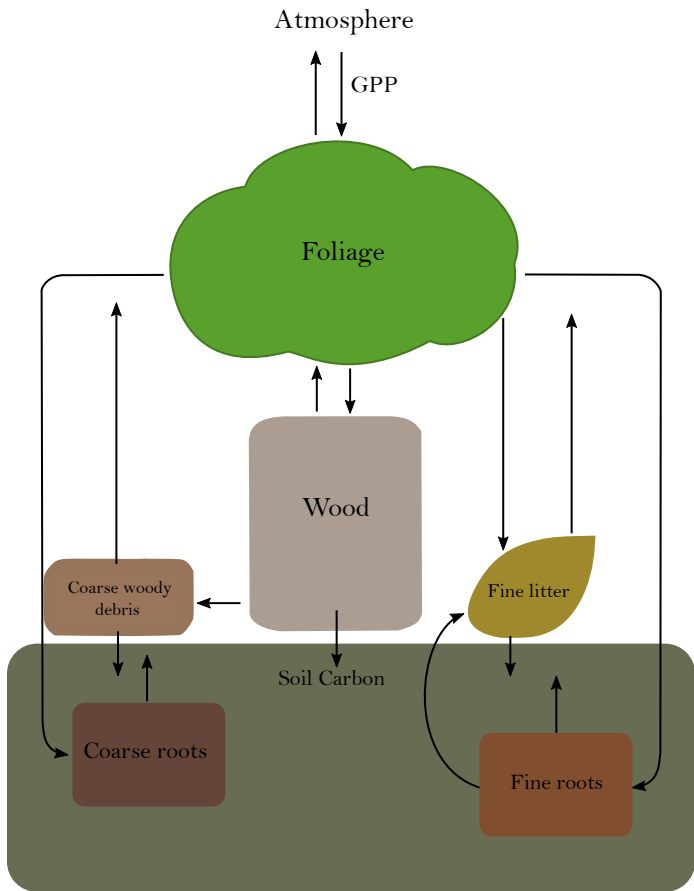 Atmosphere
GPP
Foliage
Wood
Coarse woody
debris
Fine litter
Soil Carbon
Coarse roots
Fine roots